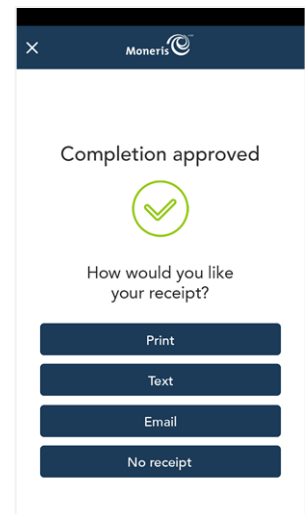 Moneris
Completion approved
How would you like
your receipt?
Print
Text
Email
No receipt